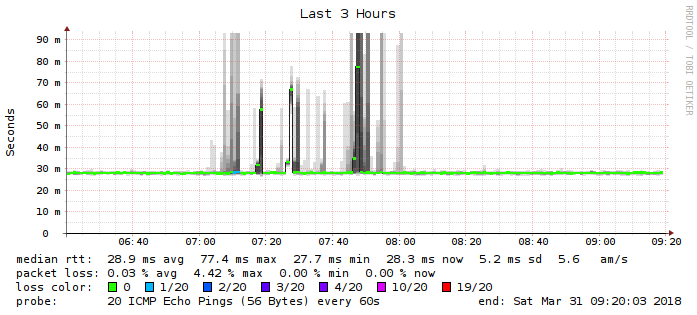 Last 3 Hours
RRDTOOL / TOBI OETIKER
Seconds
90 m
80 m
70 m
60 m
50 m
40 m
30 m
20 m
10 m
0
06:40 07:00 07:20 07:40 08:00 08:20 08:40 09:00 09:20
median rtt: 28.9 ms avg 77.4 ms max 27.7 ms min 28.3 ms now 5.2 ms sd 5.6 am/s
packet loss: 0.03 % avg 4.42 % max 0.00 % min 0.00 % now
loss color: 0 1/20 2/20 3/20 4/20 10/20 19/20
probe: 20 ICMP Echo Pings (56 Bytes) every 60s end: Sat Mar 31 09:20:03 2018